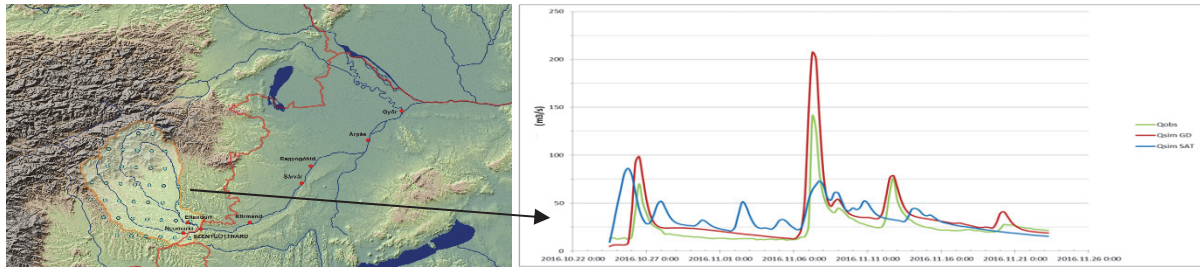 Győr
Árpás
Ragyogóhíd
Sárvár
Ellendorf
Körmend
Neumarkt
SZENTGOTTHÁRD
(m3/s)
250
200
150
100
50
0
Qobs
Qsim GD
Qsim SAT
2016.10.22 0:00
2016.10.27 0:00
2016.11.01 0:00
2016.11.06 0:00
2016.11.11 0:00
2016.11.16 0:00
2016.11.21 0:00
2016.11.26 0:00